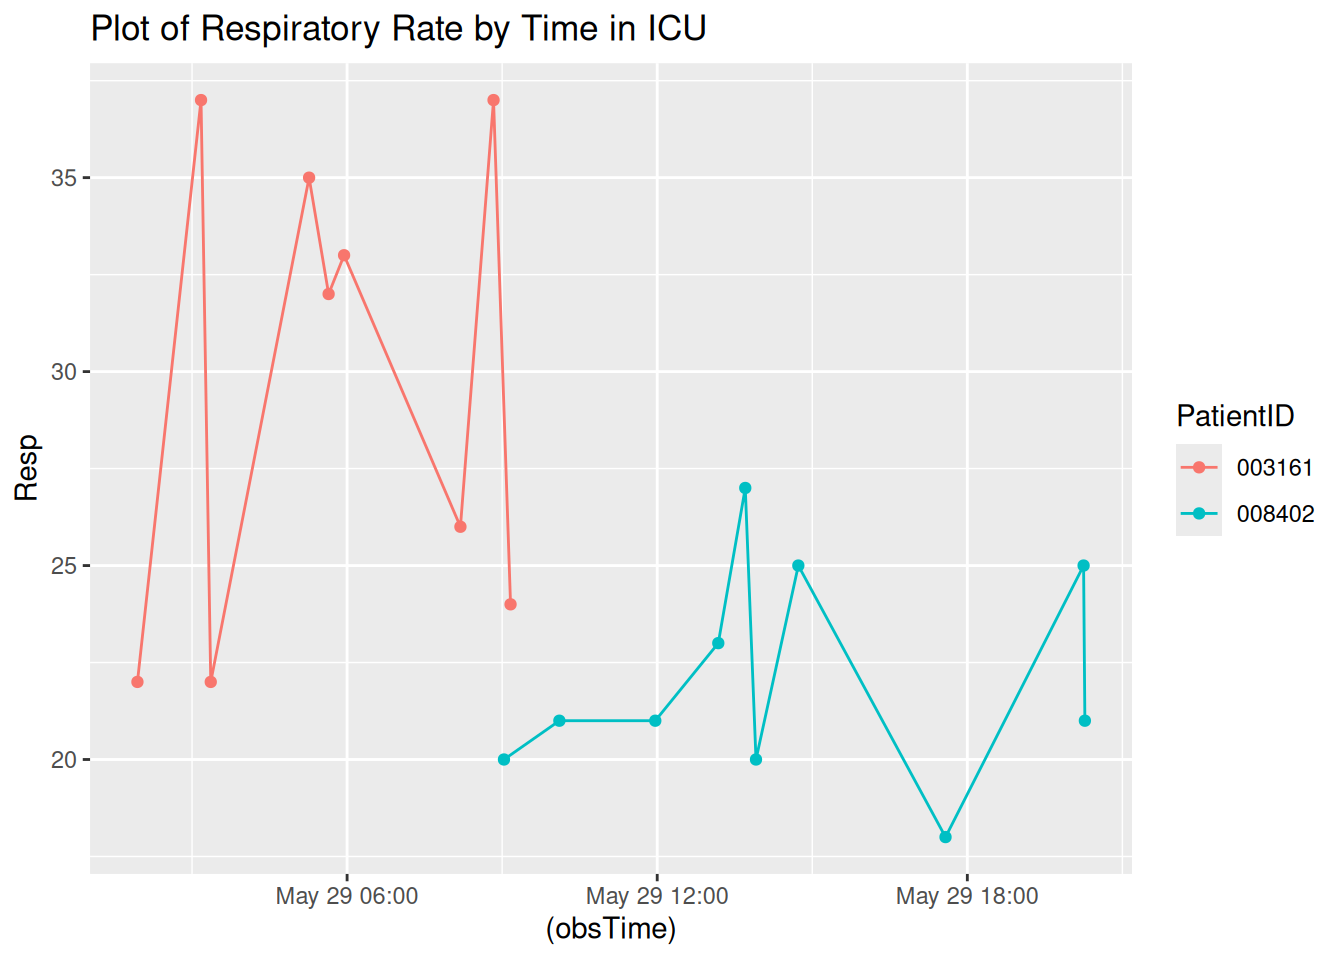 Plot of Respiratory Rate by Time in ICU
Resp
35
30
25
20
May 29 06:00
May 29 12:00
May 29 18:00
(obsTime)
PatientID
003161
008402